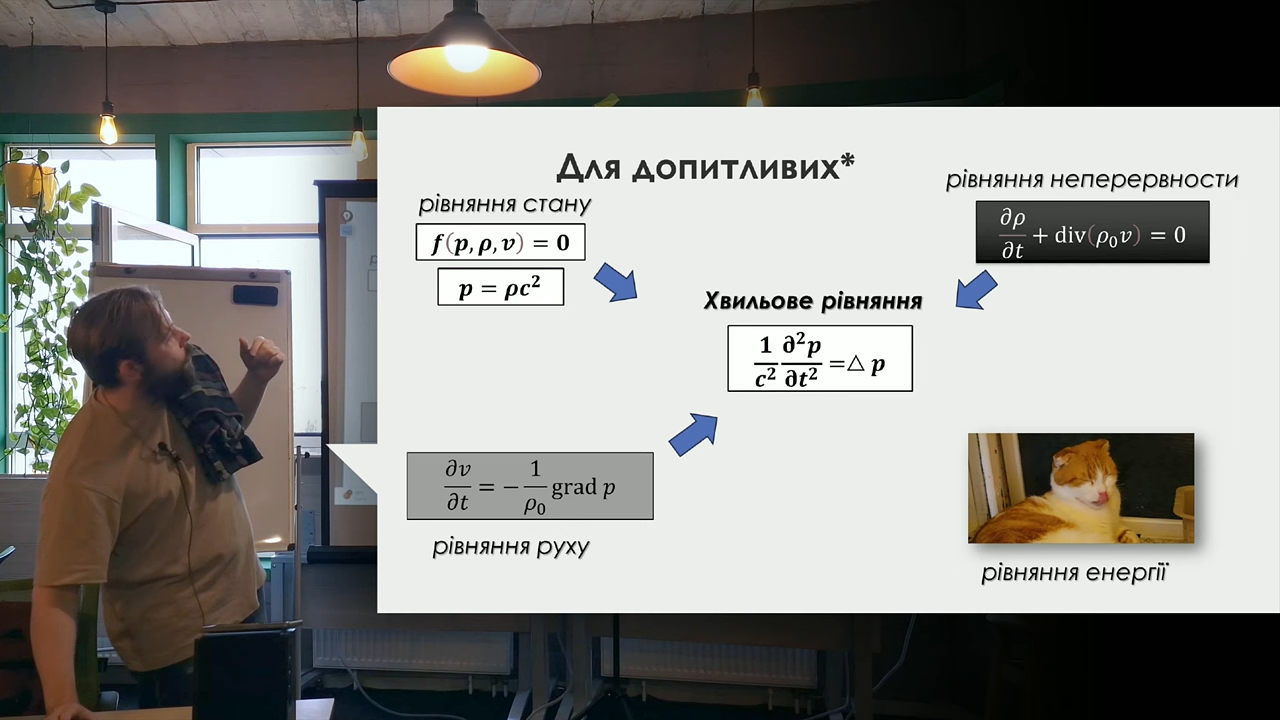 Для допитливих*
рівняння стану
f(p, ρ, v) = 0
p = ρc²
рівняння неперервності
∂ρ/∂t + div(ρ₀v) = 0
Хвильове рівняння
1/c² ∂²p/∂t² = △ p
∂v/∂t = − 1/ρ₀ grad p
рівняння руху
рівняння енергії